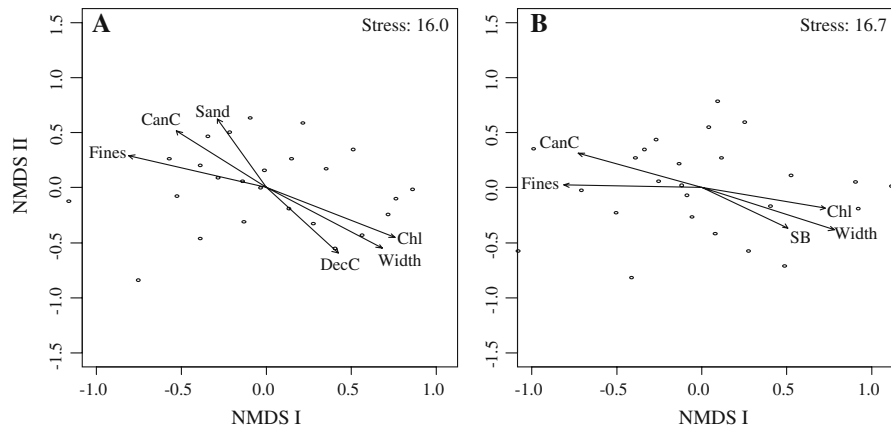 A
Stress: 16.0
B
Stress: 16.7
NMDS II
1.5
1.0
0.5
0.0
-0.5
-1.0
-1.5
Sand
CanC
Fines
Chl
Width
DecC
-1.0
-0.5
0.0
0.5
1.0
NMDS I
1.5
1.0
0.5
0.0
-0.5
-1.0
-1.5
CanC
Fines
Chl
SB
Width
-1.0
-0.5
0.0
0.5
1.0
NMDS I